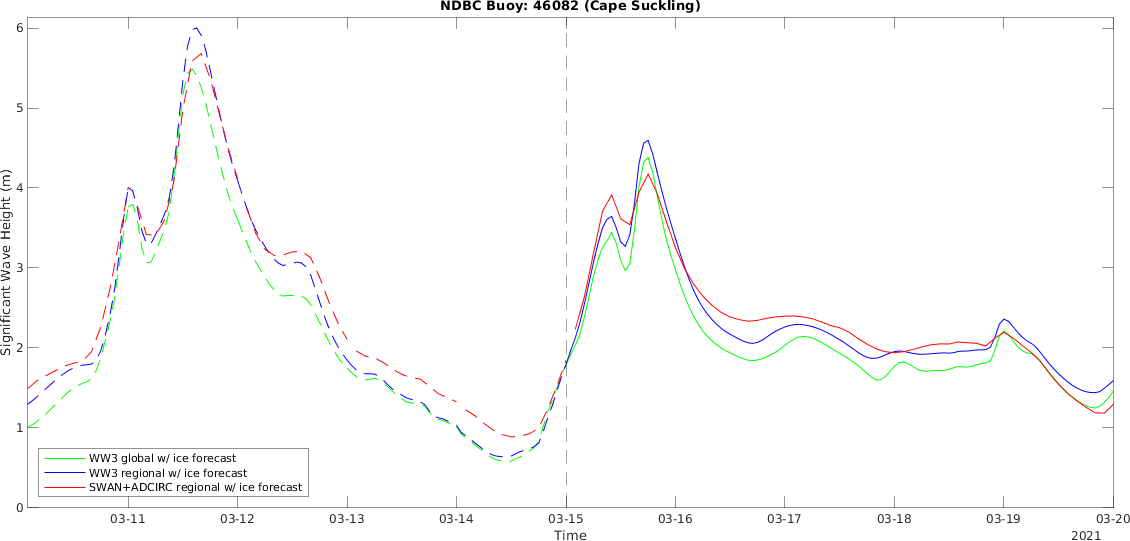 NDBC Buoy: 46082 (Cape Suckling)
6
5
4
3
2
1
0
Significant Wave Height (m)
WW3 global w/ ice forecast
WW3 regional w/ ice forecast
SWAN+ADCIRC regional w/ ice forecast
03-11 03-12 03-13 03-14 03-15 03-16 03-17 03-18 03-19 03-20
Time
2021